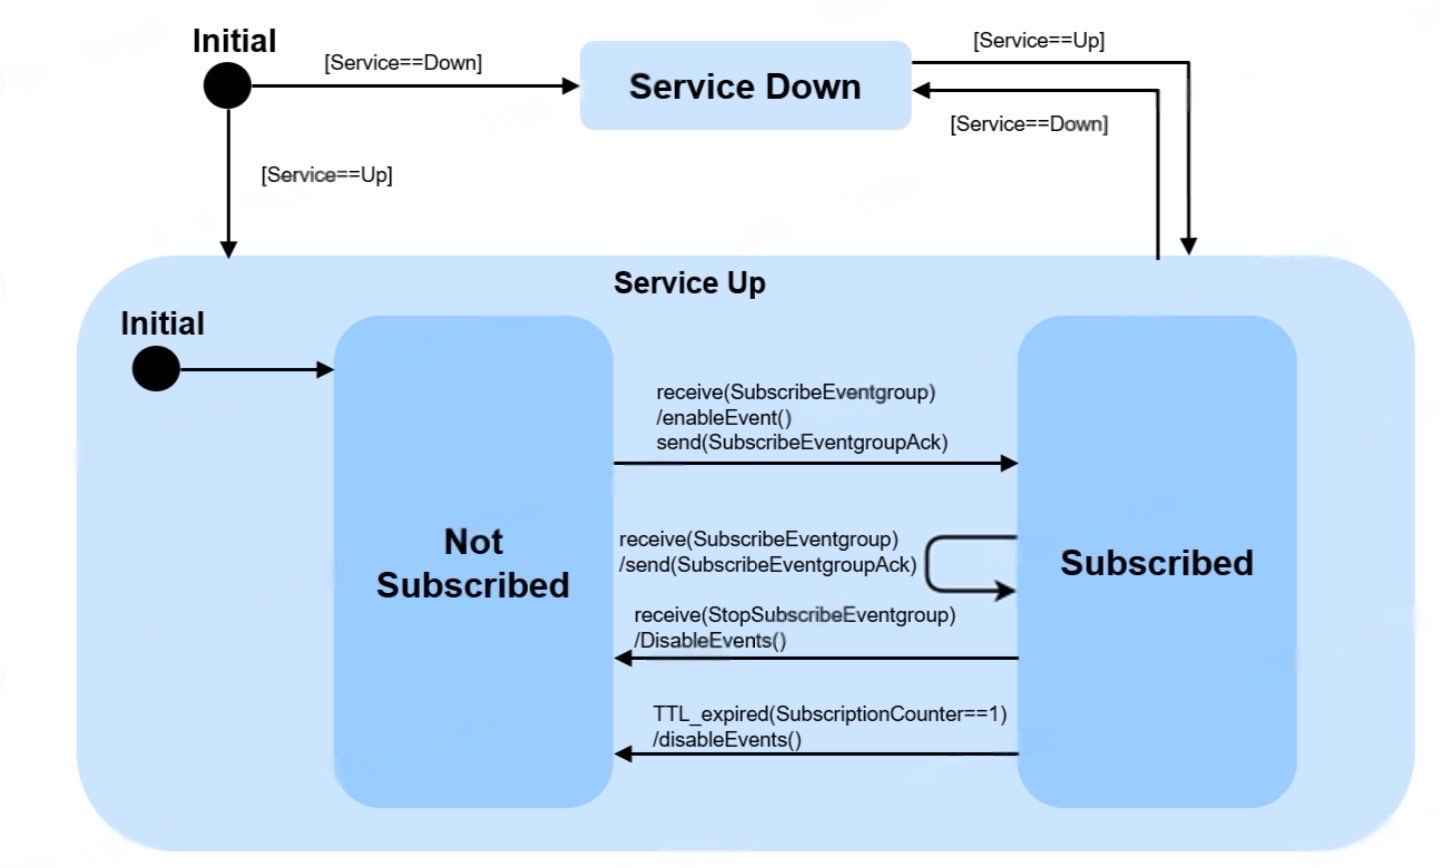 Initial
[Service==Down]
Service Down
[Service==Up]
[Service==Down]
[Service==Up]
Service Up
Initial
Not
Subscribed
receive(SubscribeEventgroup)
/enableEvent()
send(SubscribeEventgroupAck)
receive(SubscribeEventgroup)
/send(SubscribeEventgroupAck)
receive(StopSubscribeEventgroup)
/DisableEvents()
TTL_expired(SubscriptionCounter==1)
/disableEvents()
Subscribed